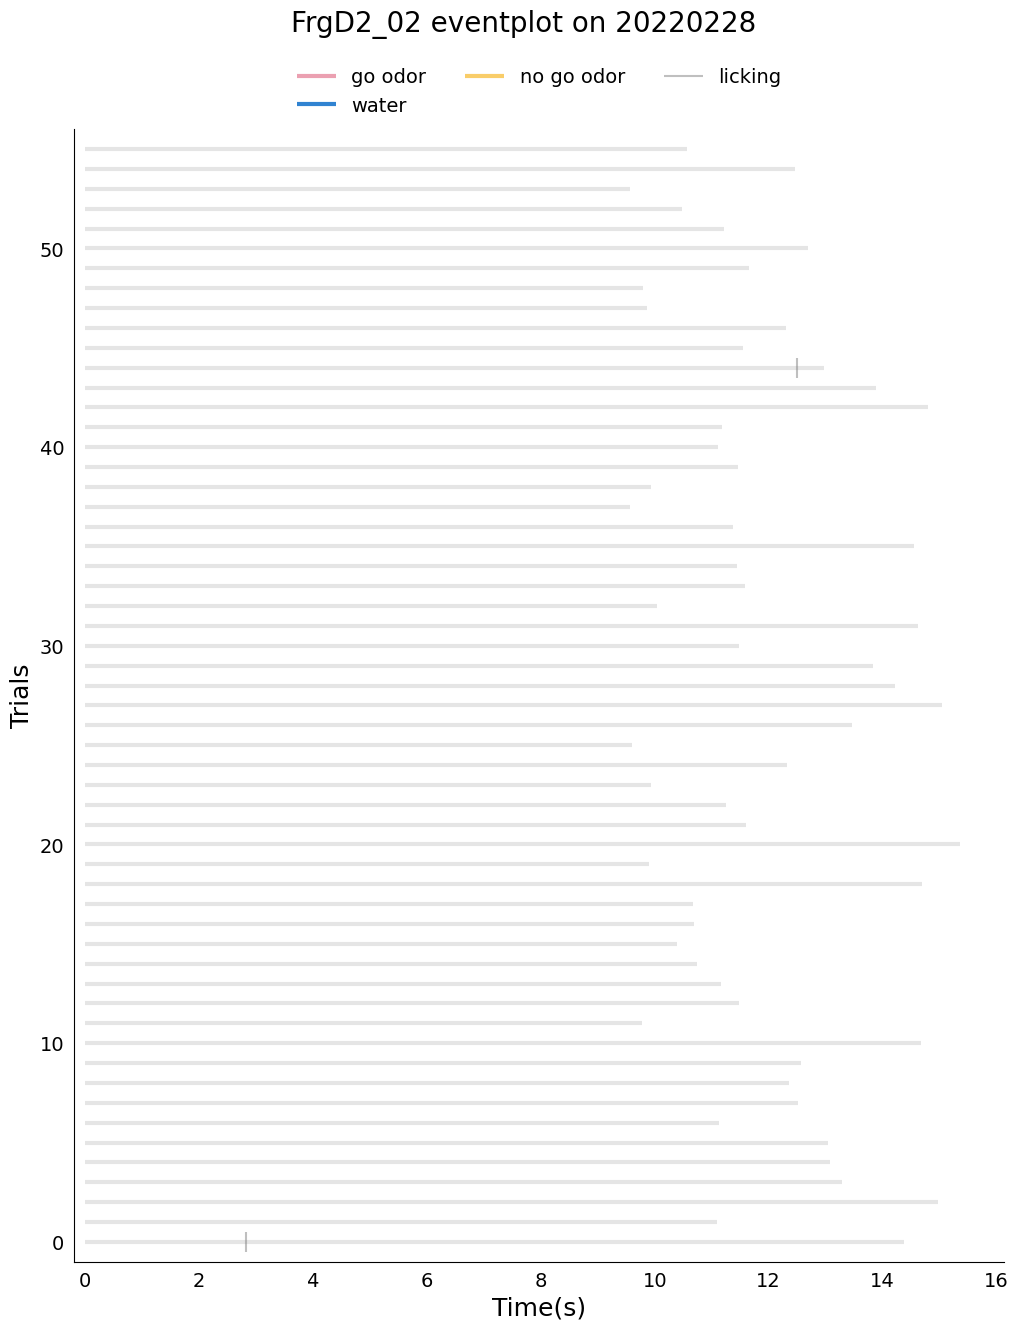 FrgD2_02 eventplot on 20220228
go odor
no go odor
licking
water
Trials
50
40
30
20
10
0
0 2 4 6 8 10 12 14 16
Time(s)